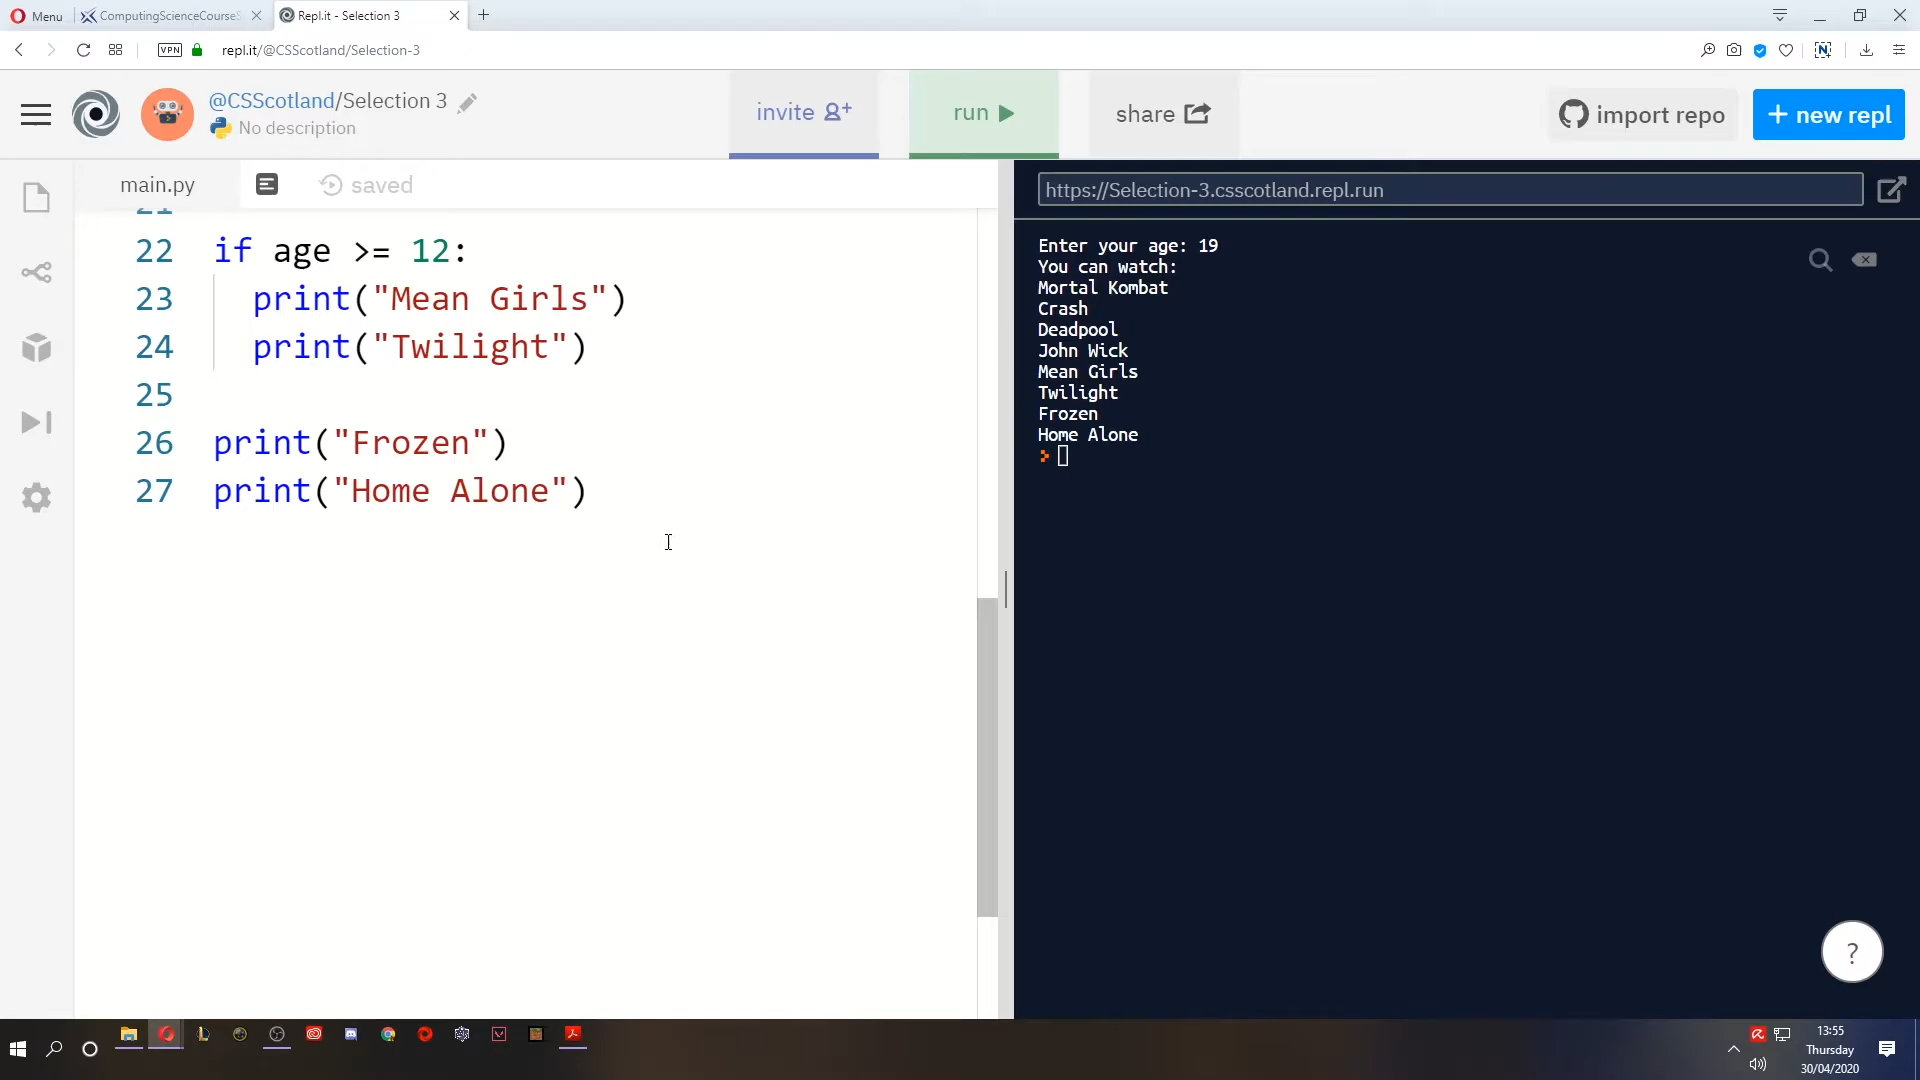 Menu
ComputingScienceCourseS
Repl.it - Selection 3
VPN
repl.it/@CSScotland/Selection-3
@CSScotland/Selection 3
No description
invite
run
share
import repo
+ new repl
main.py
saved
https://Selection-3.csscotland.repl.run
21
22 if age >= 12:
23 print("Mean Girls")
24 print("Twilight")
25
26 print("Frozen")
27 print("Home Alone")
Enter your age: 19
You can watch:
Mortal Kombat
Crash
Deadpool
John Wick
Mean Girls
Twilight
Frozen
Home Alone
?
13:55
Thursday
30/04/2020